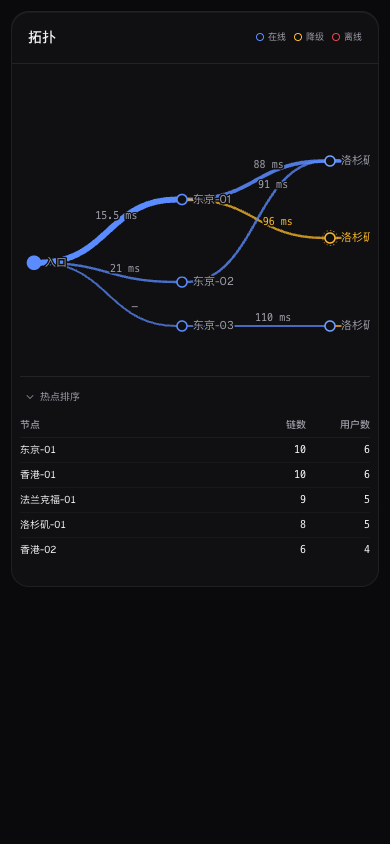 拓扑
在线 降级 离线
88 ms
洛杉矶
91 ms
东京-01
15.5 ms
96 ms
洛杉矶
入口
21 ms
东京-02
—
110 ms
东京-03
洛杉矶
热点排序
节点 链数 用户数
东京-01 10 6
香港-01 10 6
法兰克福-01 9 5
洛杉矶-01 8 5
香港-02 6 4